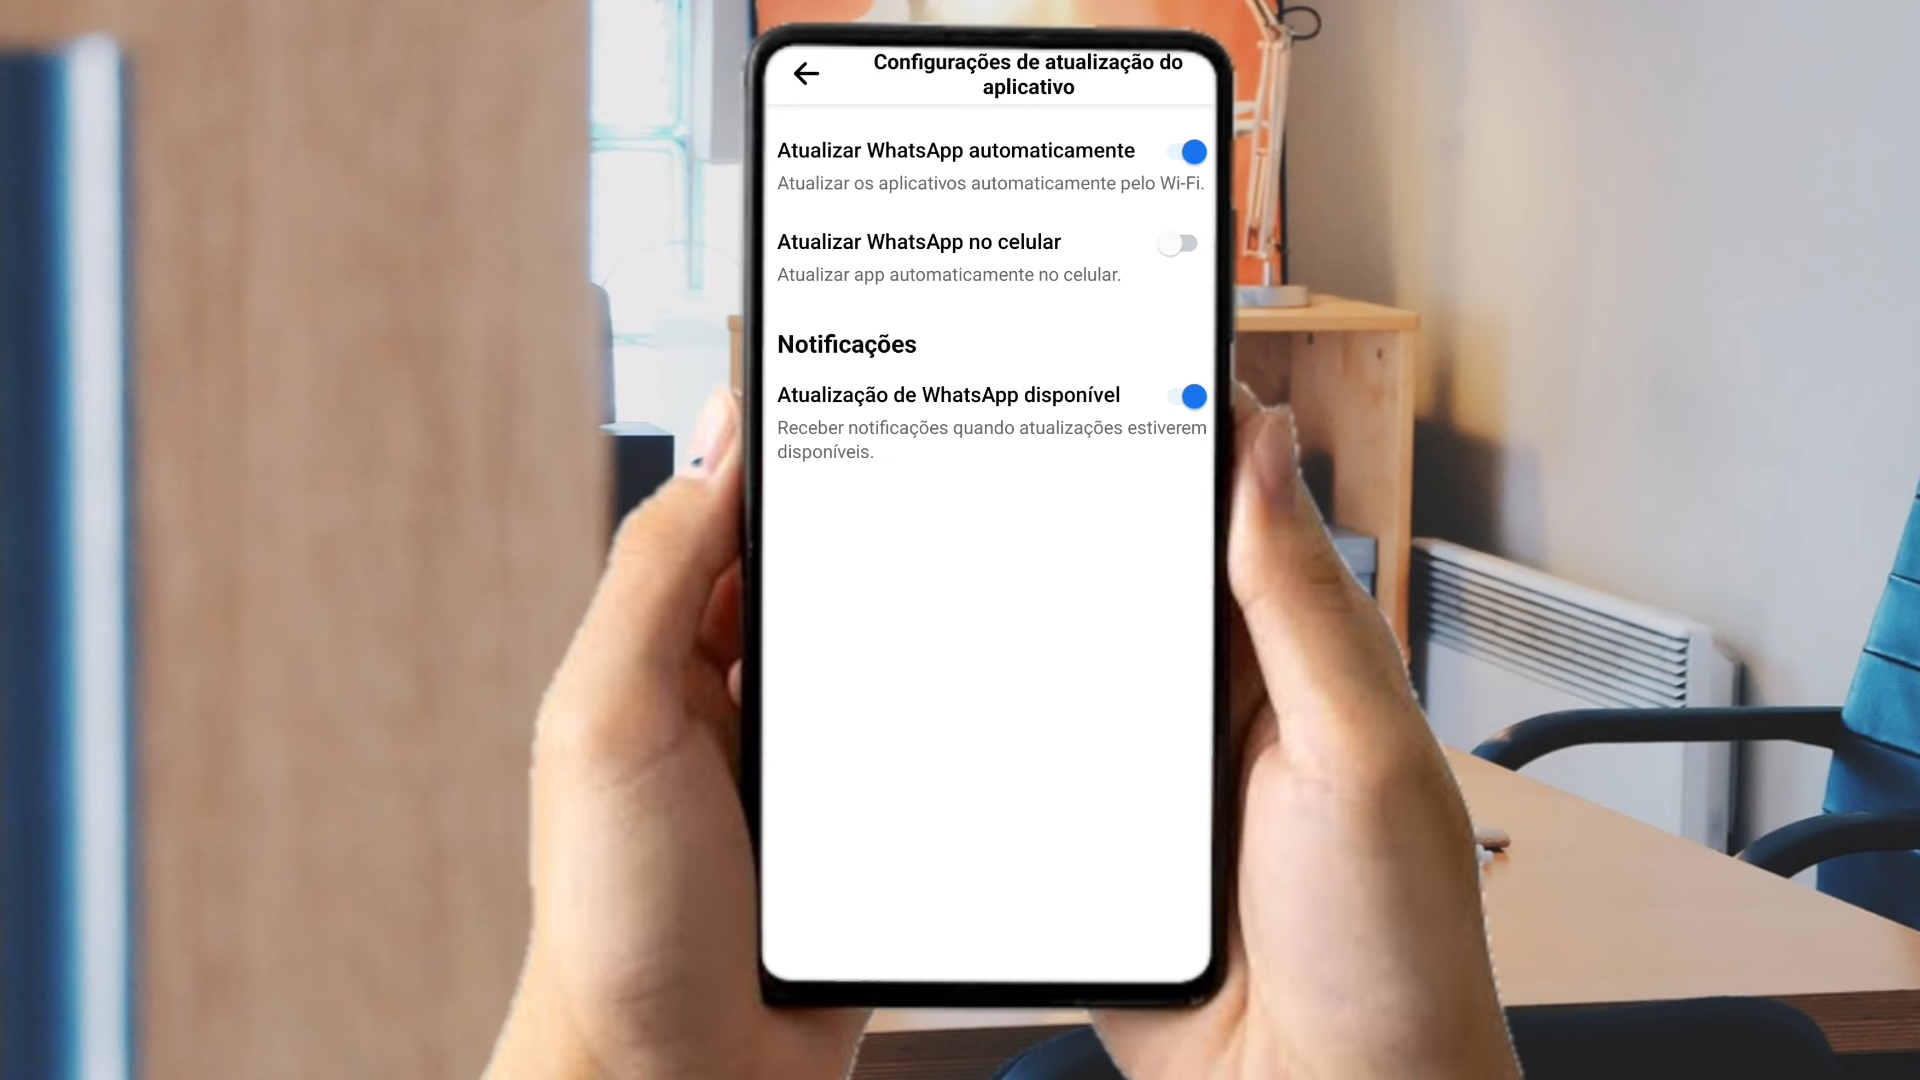 Configurações de atualização do
aplicativo
Atualizar WhatsApp automaticamente
Atualizar os aplicativos automaticamente pelo Wi-Fi.
Atualizar WhatsApp no celular
Atualizar app automaticamente no celular.
Notificações
Atualização de WhatsApp disponível
Receber notificações quando atualizações estiverem
disponíveis.